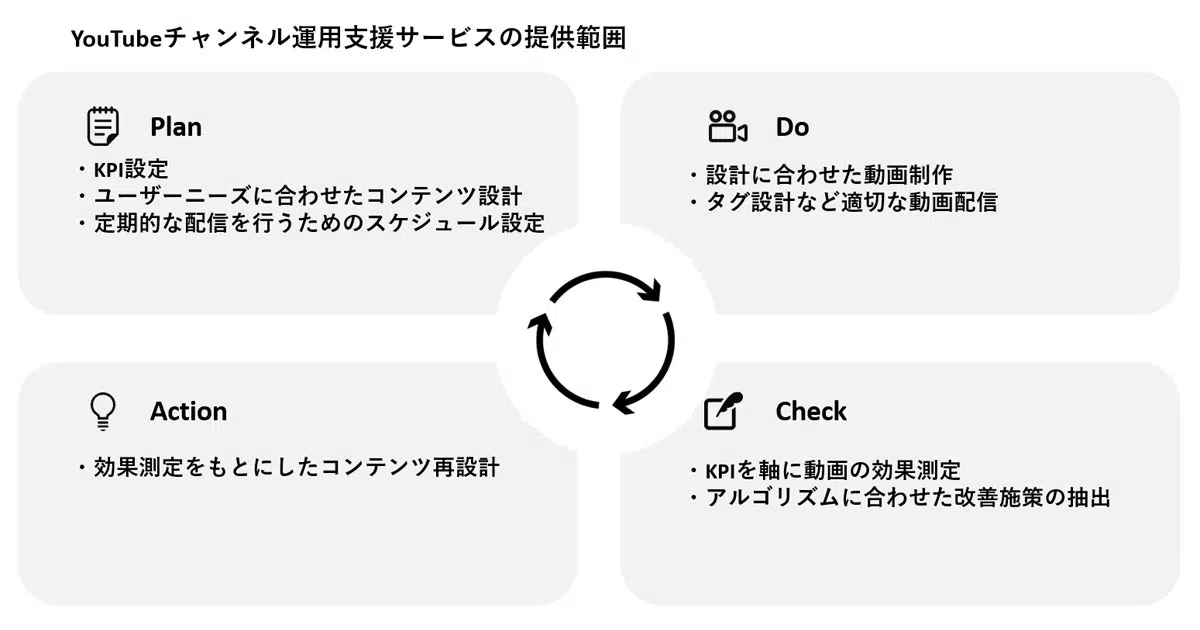 YouTubeチャンネル運用支援サービスの提供範囲
Plan
・KPI設定
・ユーザーニーズに合わせたコンテンツ設計
・定期的な配信を行うためのスケジュール設定
Do
・設計に合わせた動画制作
・タグ設計など適切な動画配信
Action
・効果測定をもとにしたコンテンツ再設計
Check
・KPIを軸に動画の効果測定
・アルゴリズムに合わせた改善施策の抽出